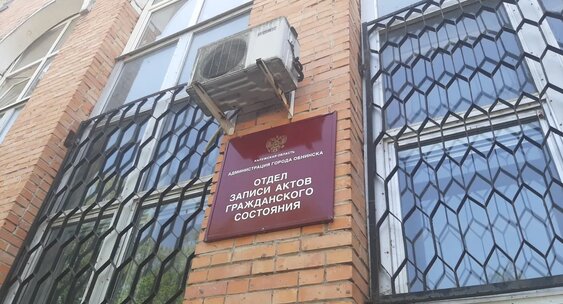 КАЛУЖСКАЯ ОБЛАСТЬ
АДМИНИСТРАЦИЯ ГОРОДА ОБНИНСКА
ОТДЕЛ
ЗАПИСИ АКТОВ
ГРАЖДАНСКОГО
СОСТОЯНИЯ